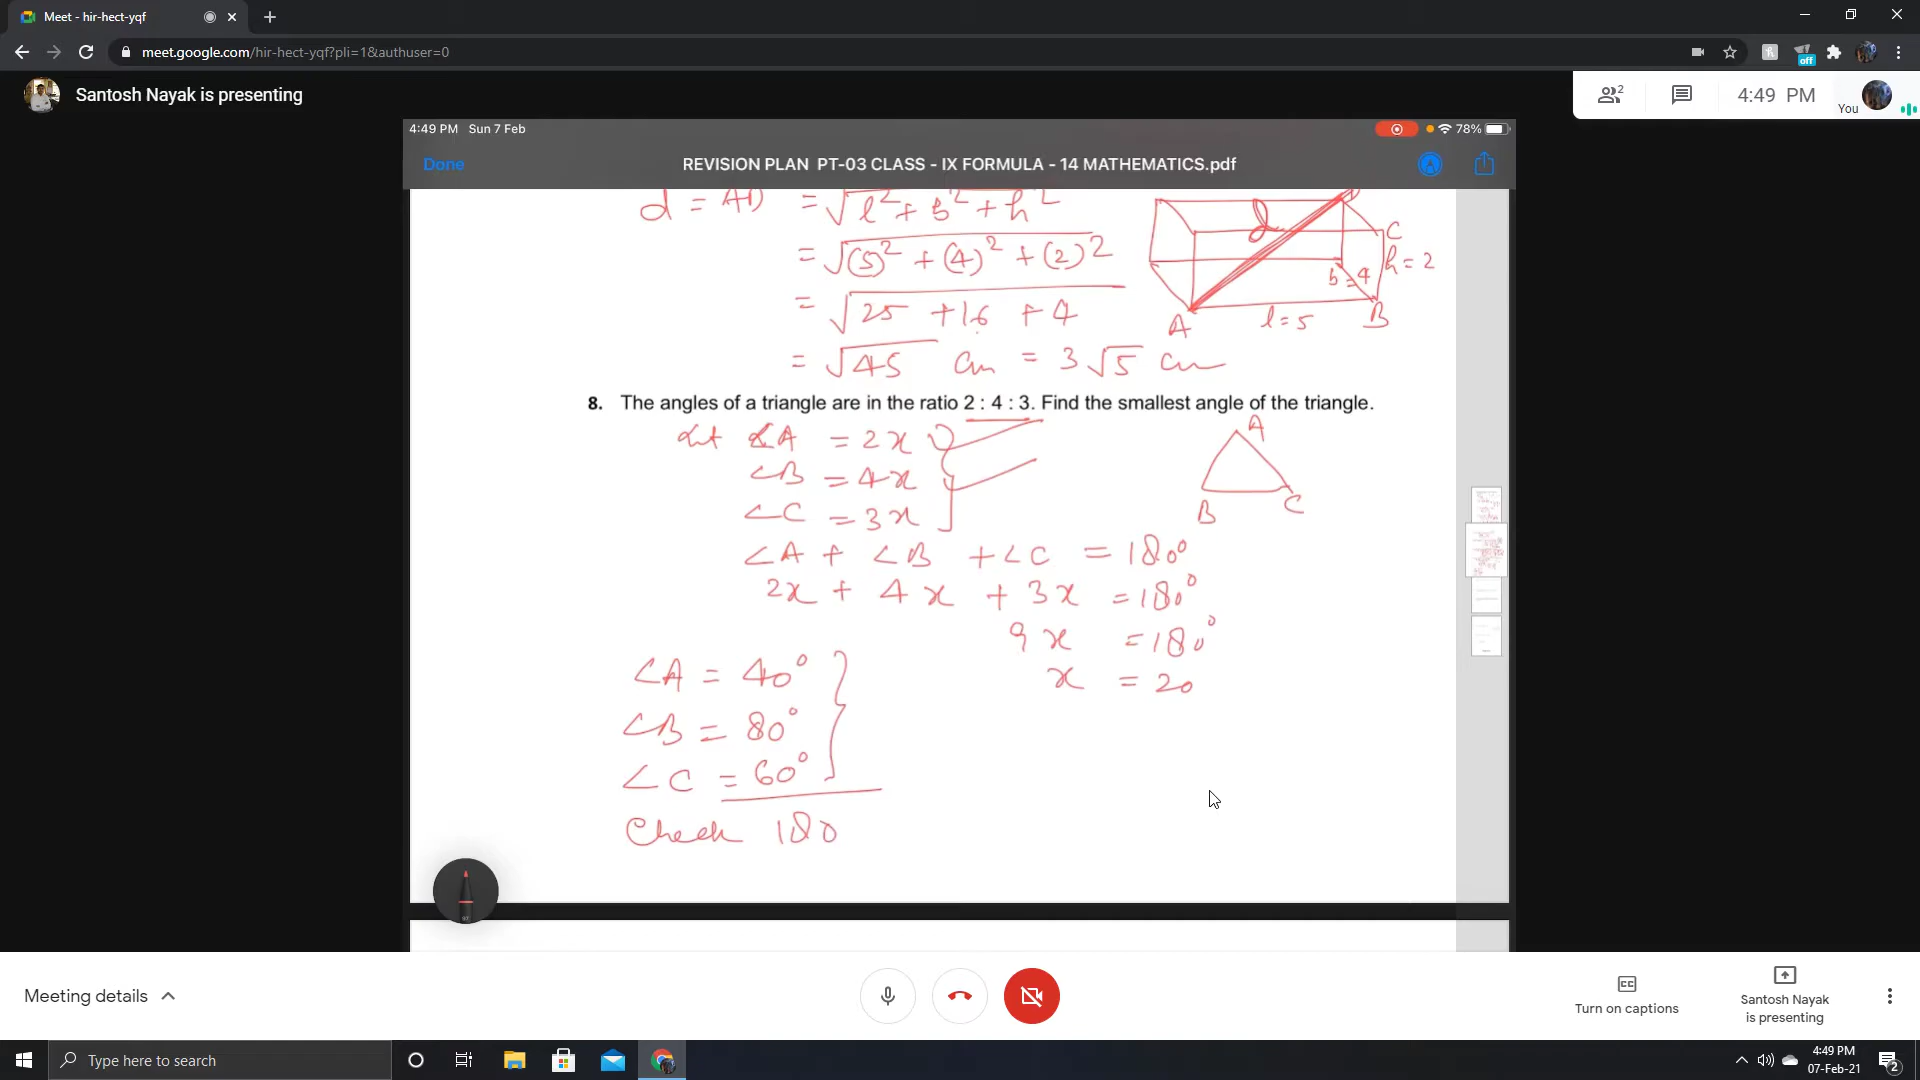 Meet - hir-hect-yqf
meet.google.com/hir-hect-yqf?pli=1&authuser=0
off
Santosh Nayak is presenting
2
4:49 PM
You
4:49 PM Sun 7 Feb
78%
Done
REVISION PLAN PT-03 CLASS - IX FORMULA - 14 MATHEMATICS.pdf
d = AD = √l² + b² + h²
= √(5)² + (4)² + (2)²
= √25 + 16 + 4
= √45 cm = 3√5 cm
d
C
h = 2
b = 4
A
l = 5
B
8. The angles of a triangle are in the ratio 2 : 4 : 3. Find the smallest angle of the triangle.
Let ∠A = 2x
∠B = 4x
∠C = 3x
A
B
C
∠A + ∠B + ∠C = 180°
2x + 4x + 3x = 180°
9x = 180°
x = 20
∠A = 40°
∠B = 80°
∠C = 60°
Check 180
Meeting details
Turn on captions
Santosh Nayak
is presenting
Type here to search
4:49 PM
07-Feb-21
2